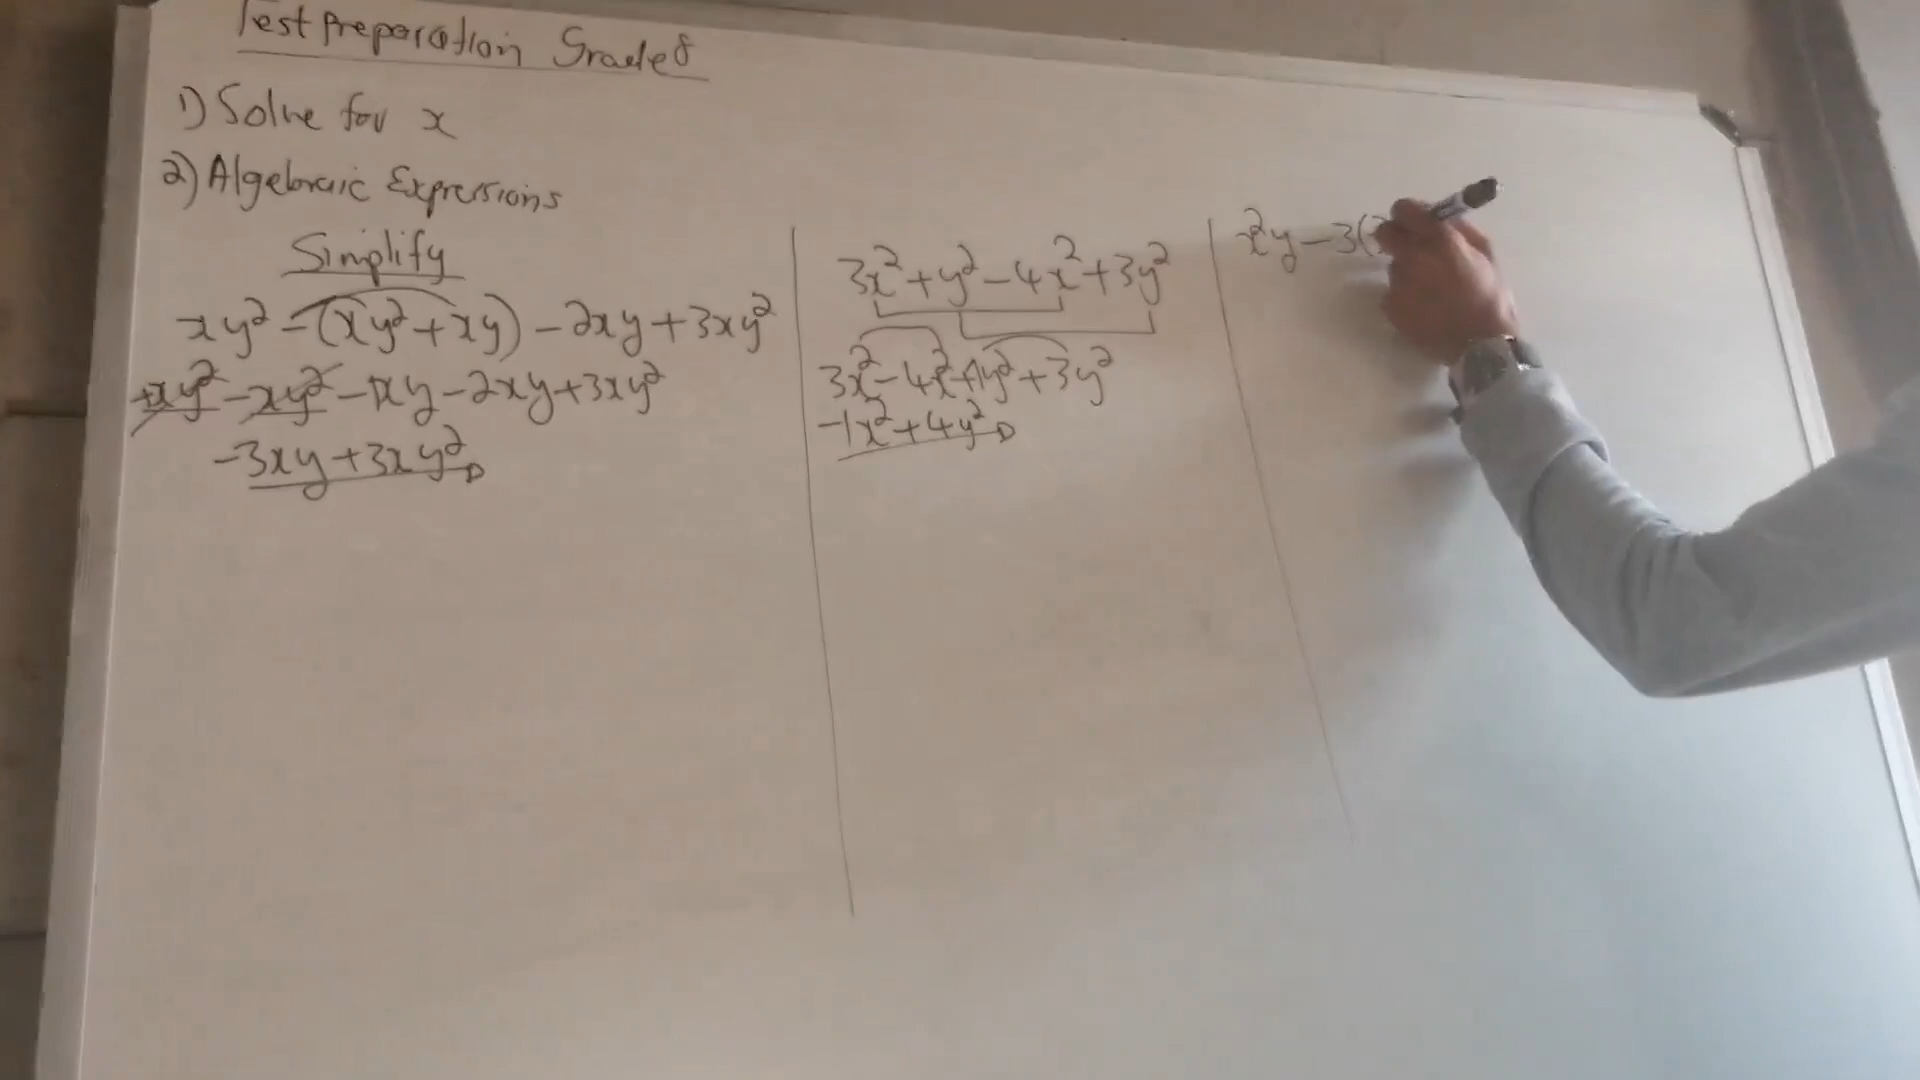 Test Preparation Grade 8
1) Solve for x
2) Algebraic Expressions
Simplify
xy² - (xy² + xy) - 2xy + 3xy²
+xy² - xy² - 1xy - 2xy + 3xy²
-3xy + 3xy²
3x² + y² - 4x² + 3y²
3x² - 4x² + 1y² + 3y²
-1x² + 4y²
x²y - 3(